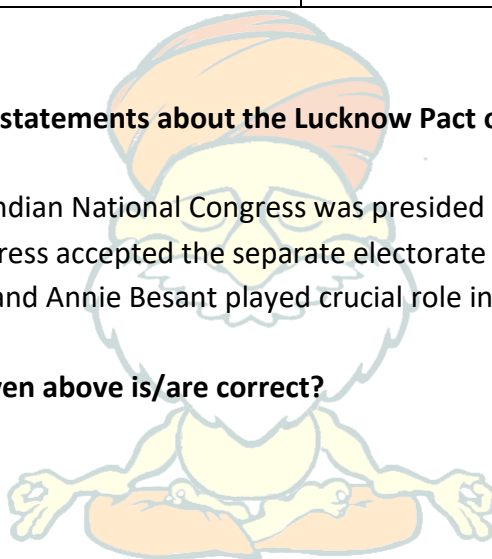 statements about the Lucknow Pact
ndian National Congress was presided
ress accepted the separate electorate
and Annie Besant played crucial role in
ven above is/are correct?